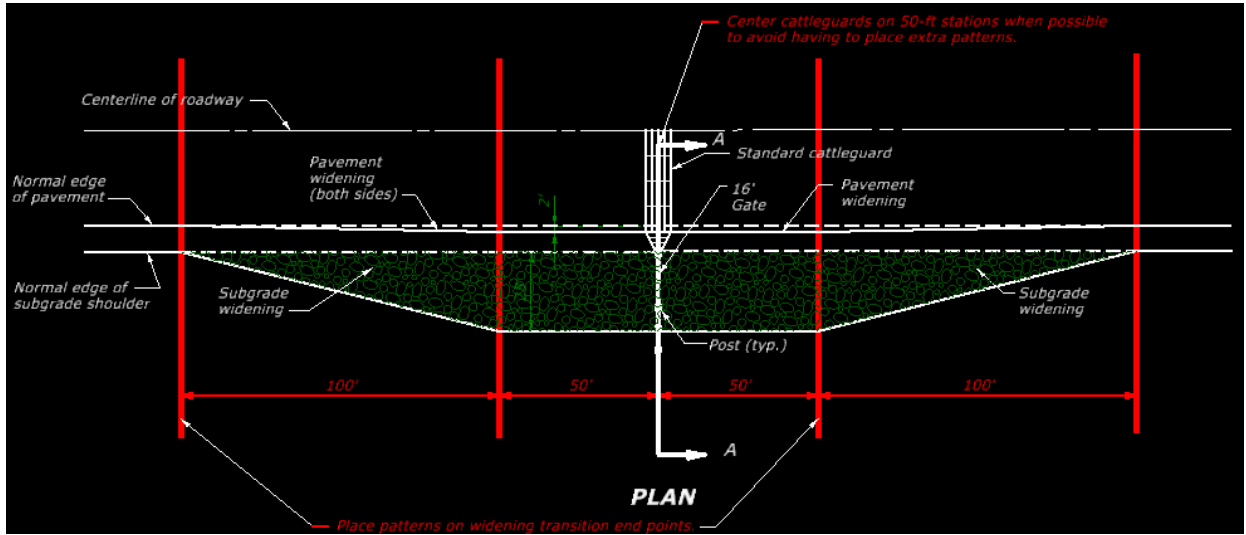 Center cattleguards on 50-ft stations when possible
to avoid having to place extra patterns.
Centerline of roadway
A
Standard cattleguard
Pavement
widening
(both sides)
Normal edge
of pavement
2'
16'
Gate
Pavement
widening
Normal edge of
subgrade shoulder
Subgrade
widening
Subgrade
widening
Post (typ.)
100'
50'
50'
100'
A
PLAN
Place patterns on widening transition end points.